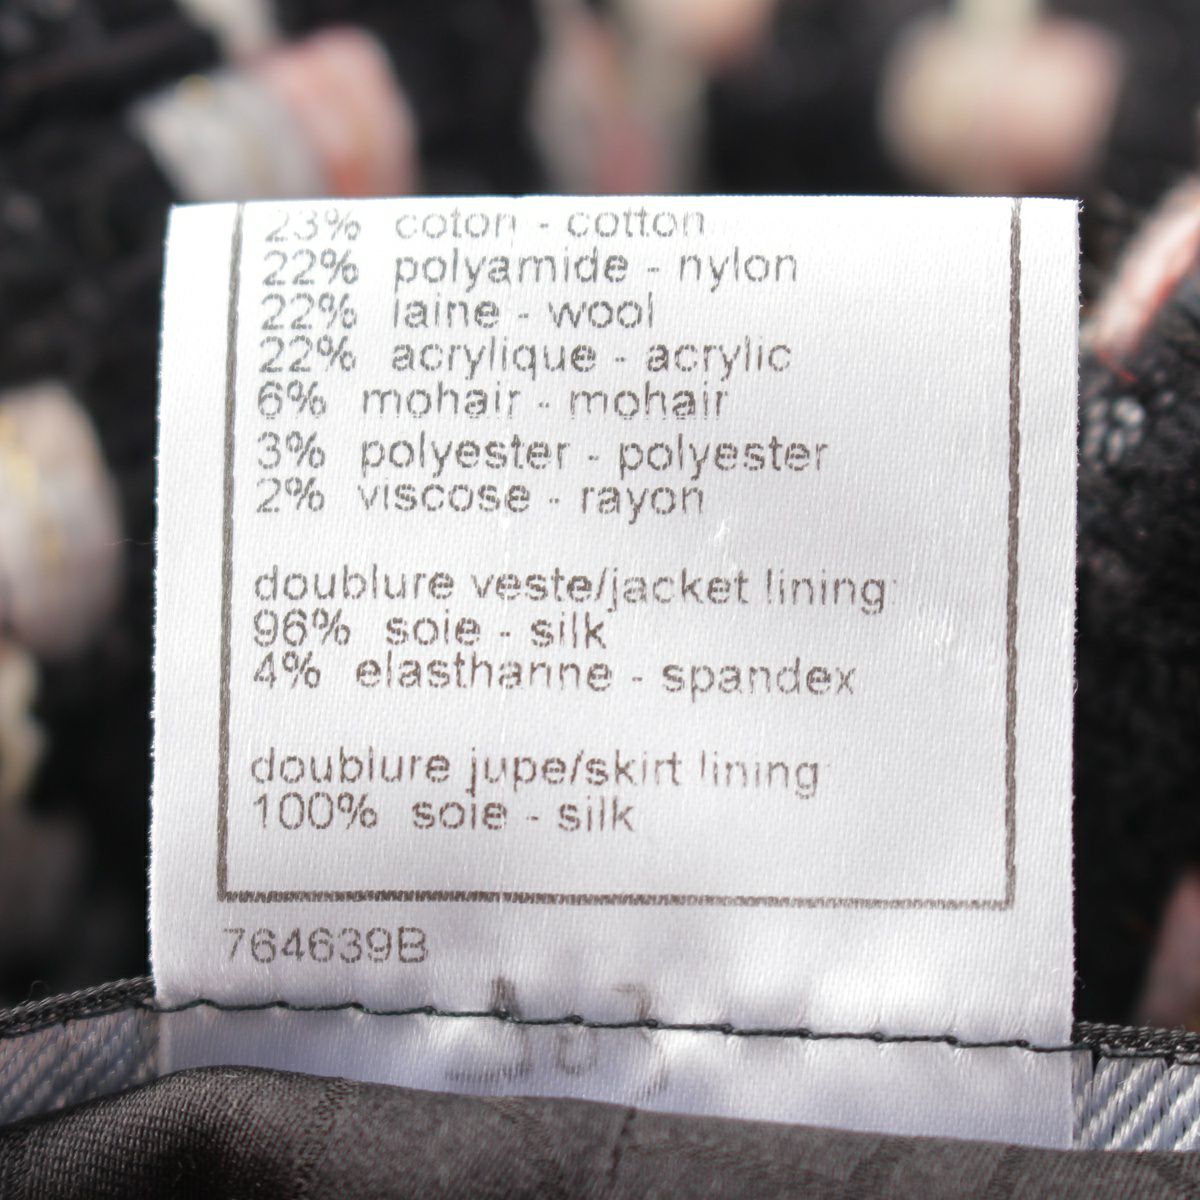 23% coton - cotton
22% polyamide - nylon
22% laine - wool
22% acrylique - acrylic
6% mohair - mohair
3% polyester - polyester
2% viscose - rayon
doublure veste/jacket lining
96% soie - silk
4% elasthanne - spandex
doublure jupe/skirt lining
100% soie - silk
764639B